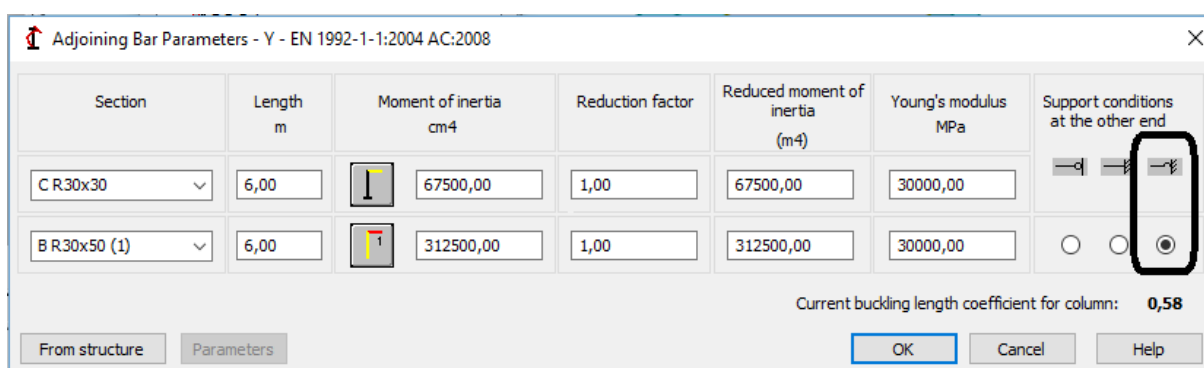 Adjoining Bar Parameters - Y - EN 1992-1-1:2004 AC:2008
Section
Length
m
Moment of inertia
cm4
Reduction factor
Reduced moment of
inertia
(m4)
Young's modulus
MPa
Support conditions
at the other end
C R30x30 6,00 67500,00 1,00 67500,00 30000,00
B R30x50 (1) 6,00 1 312500,00 1,00 312500,00 30000,00
Current buckling length coefficient for column: 0,58
From structure Parameters OK Cancel Help